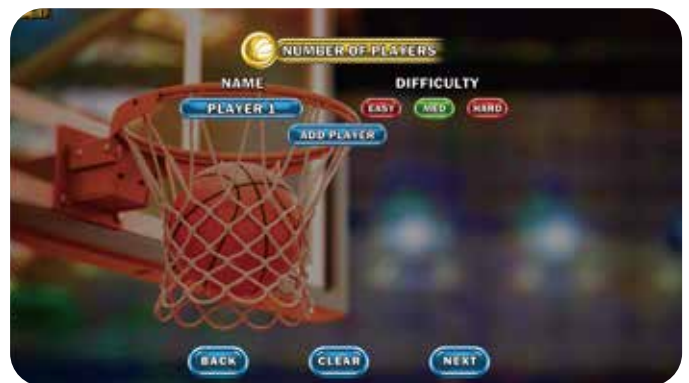 NUMBER OF PLAYERS
NAME DIFFICULTY
PLAYER 1 EASY MED HARD
ADD PLAYER
BACK CLEAR NEXT